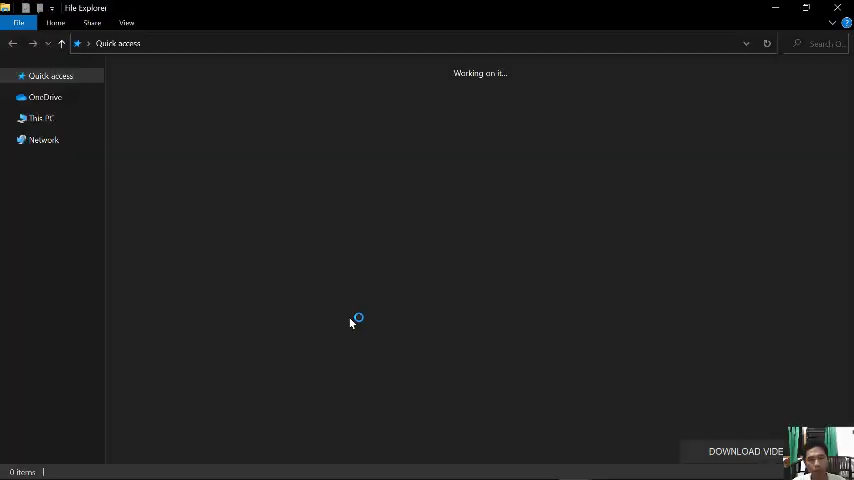 File Explorer
File Home Share View
Quick access
Search O...
Quick access
Working on it...
OneDrive
This PC
Network
DOWNLOAD VIDE
0 items